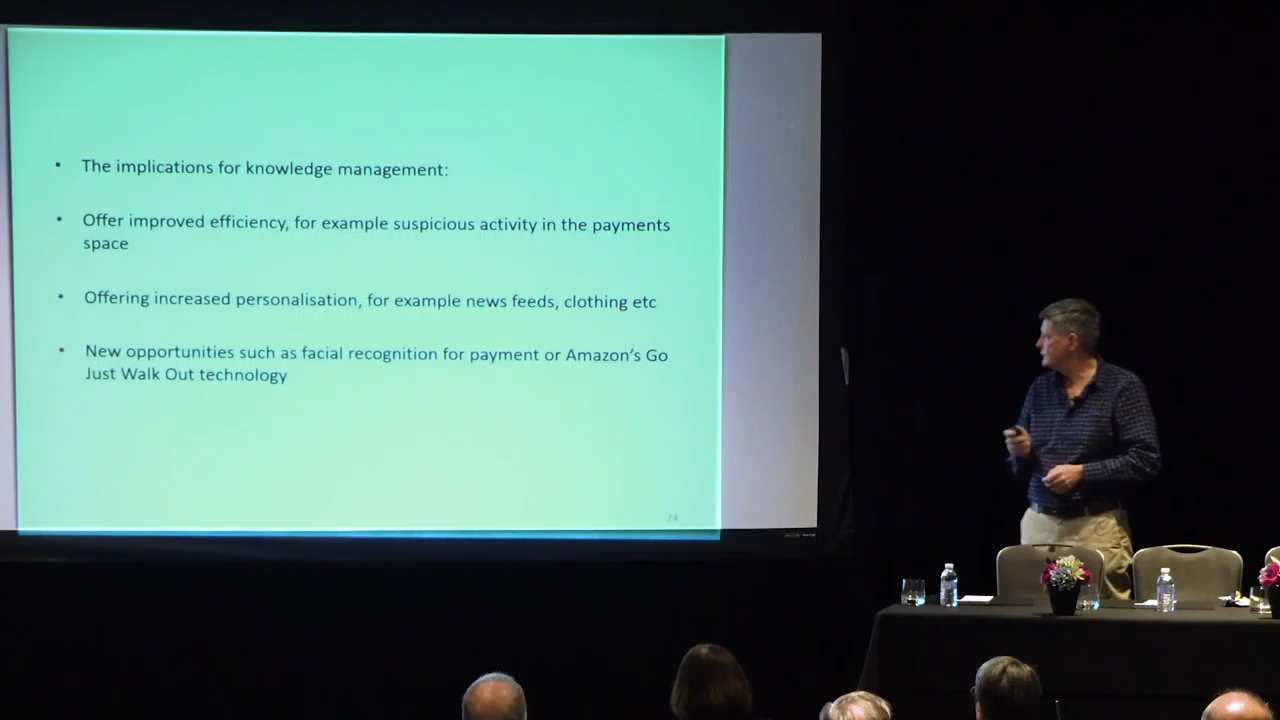 • The implications for knowledge management:
• Offer improved efficiency, for example suspicious activity in the payments
space
• Offering increased personalisation, for example news feeds, clothing etc
• New opportunities such as facial recognition for payment or Amazon's Go
Just Walk Out technology
24